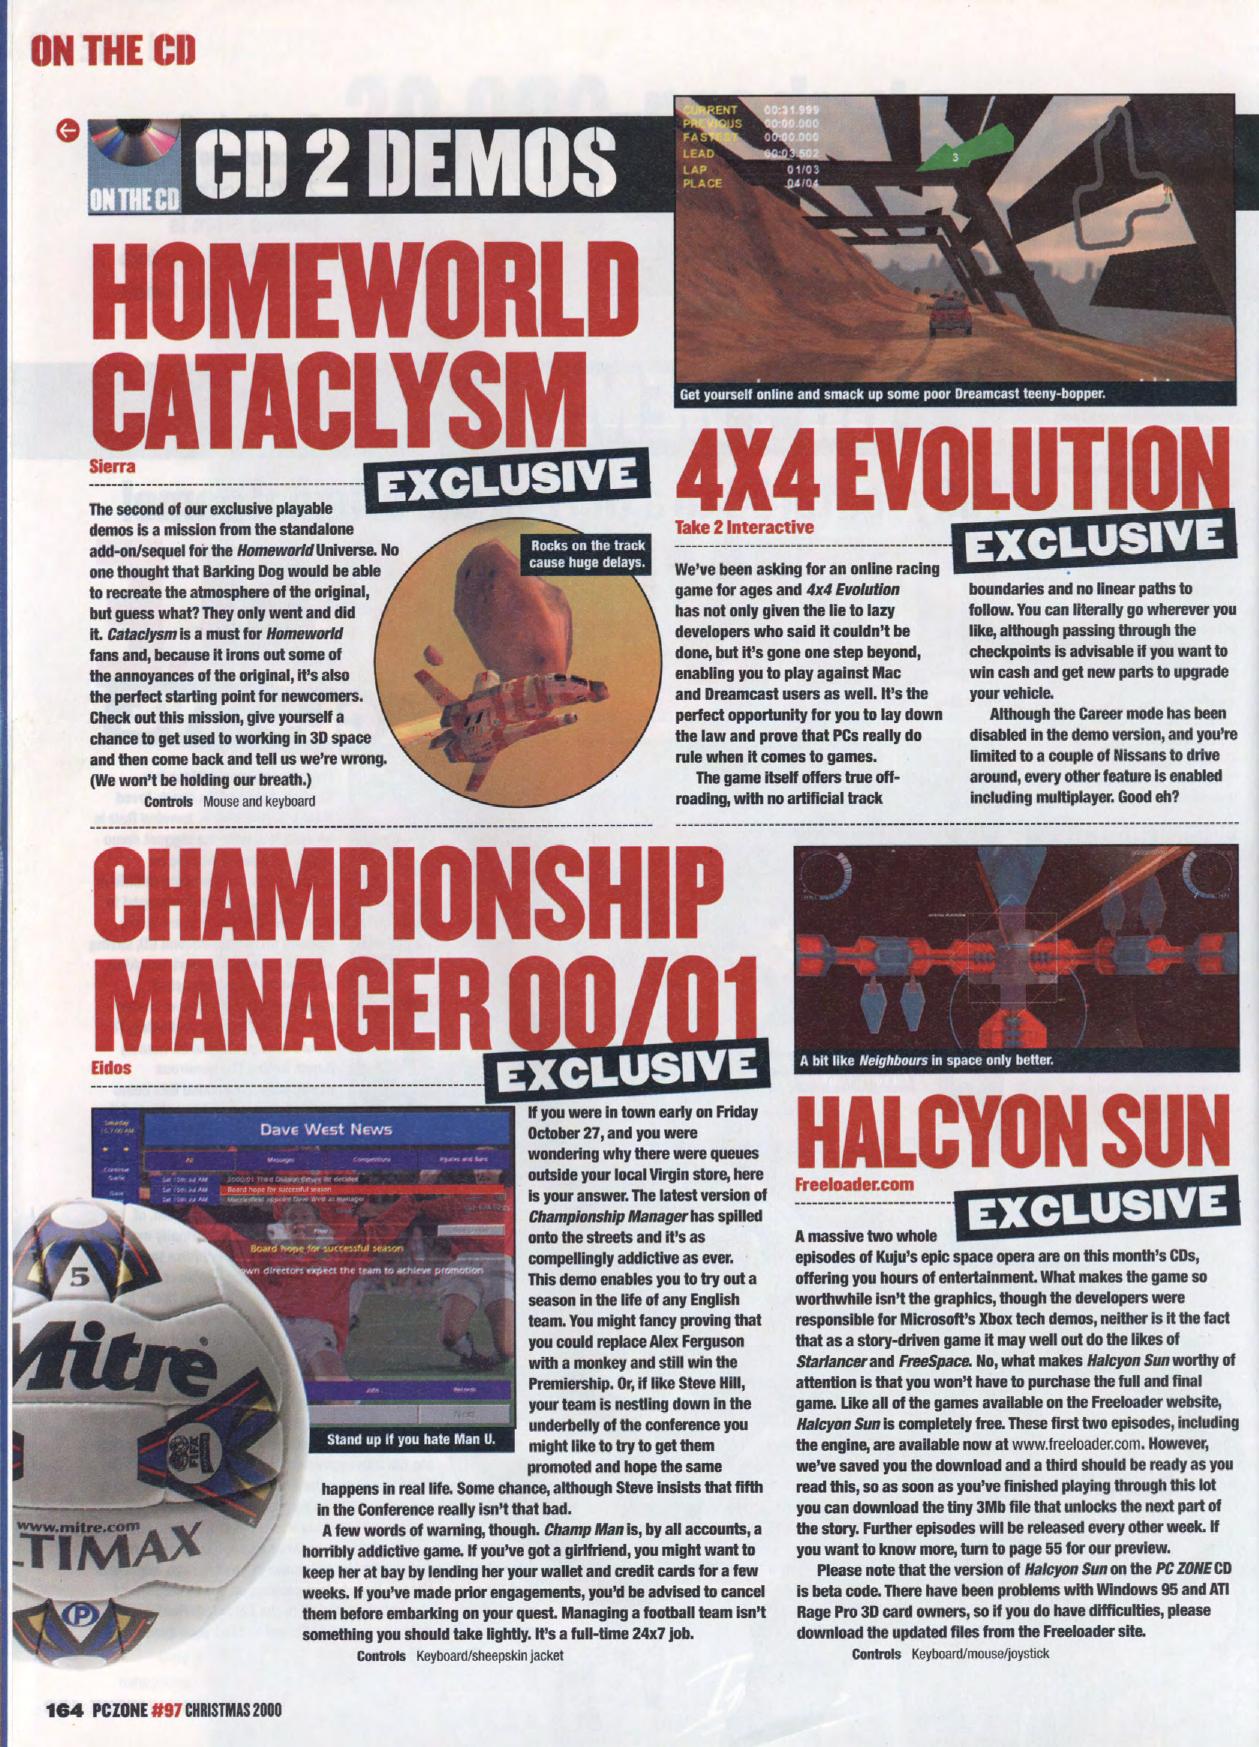 ON THE CD
ON THE CD
CD 2 DEMOS
HOMEWORLD
CATACLYSM
Sierra
EXCLUSIVE
The second of our exclusive playable
demos is a mission from the standalone
add-on/sequel for the Homeworld Universe. No
one thought that Barking Dog would be able
to recreate the atmosphere of the original,
but guess what? They only went and did
it. Cataclysm is a must for Homeworld
fans and, because it irons out some of
the annoyances of the original, it's also
the perfect starting point for newcomers.
Check out this mission, give yourself a
chance to get used to working in 3D space
and then come back and tell us we're wrong.
(We won't be holding our breath.)
Controls Mouse and keyboard
Rocks on the track
cause huge delays.
CURRENT 00:31.999
PREVIOUS 00:00.000
FASTEST 00:00.000
LEAD 00:03.502
LAP 01/03
PLACE 04/04
3
Get yourself online and smack up some poor Dreamcast teeny-bopper.
4X4 EVOLUTION
Take 2 Interactive
EXCLUSIVE
We've been asking for an online racing
game for ages and 4x4 Evolution
has not only given the lie to lazy
developers who said it couldn't be
done, but it's gone one step beyond,
enabling you to play against Mac
and Dreamcast users as well. It's the
perfect opportunity for you to lay down
the law and prove that PCs really do
rule when it comes to games.
The game itself offers true off-
roading, with no artificial track
boundaries and no linear paths to
follow. You can literally go wherever you
like, although passing through the
checkpoints is advisable if you want to
win cash and get new parts to upgrade
your vehicle.
Although the Career mode has been
disabled in the demo version, and you're
limited to a couple of Nissans to drive
around, every other feature is enabled
including multiplayer. Good eh?
CHAMPIONSHIP
MANAGER 00/01
Eidos
EXCLUSIVE
Dave West News
All Messages Competitions Injuries and Bans
Board hope for successful season
Board hope for successful season
own directors expect the team to achieve promotion
Jobs Records
Next
Stand up if you hate Man U.
5
Mitre
www.mitre.com
LTIMAX
If you were in town early on Friday
October 27, and you were
wondering why there were queues
outside your local Virgin store, here
is your answer. The latest version of
Championship Manager has spilled
onto the streets and it's as
compellingly addictive as ever.
This demo enables you to try out a
season in the life of any English
team. You might fancy proving that
you could replace Alex Ferguson
with a monkey and still win the
Premiership. Or, if like Steve Hill,
your team is nestling down in the
underbelly of the conference you
might like to try to get them
promoted and hope the same
happens in real life. Some chance, although Steve insists that fifth
in the Conference really isn't that bad.
A few words of warning, though. Champ Man is, by all accounts, a
horribly addictive game. If you've got a girlfriend, you might want to
keep her at bay by lending her your wallet and credit cards for a few
weeks. If you've made prior engagements, you'd be advised to cancel
them before embarking on your quest. Managing a football team isn't
something you should take lightly. It's a full-time 24x7 job.
Controls Keyboard/sheepskin jacket
A bit like Neighbours in space only better.
HALCYON SUN
Freeloader.com
EXCLUSIVE
A massive two whole
episodes of Kuju's epic space opera are on this month's CDs,
offering you hours of entertainment. What makes the game so
worthwhile isn't the graphics, though the developers were
responsible for Microsoft's Xbox tech demos, neither is it the fact
that as a story-driven game it may well out do the likes of
Starlancer and FreeSpace. No, what makes Halcyon Sun worthy of
attention is that you won't have to purchase the full and final
game. Like all of the games available on the Freeloader website,
Halcyon Sun is completely free. These first two episodes, including
the engine, are available now at www.freeloader.com. However,
we've saved you the download and a third should be ready as you
read this, so as soon as you've finished playing through this lot
you can download the tiny 3Mb file that unlocks the next part of
the story. Further episodes will be released every other week. If
you want to know more, turn to page 55 for our preview.
Please note that the version of Halcyon Sun on the PC ZONE CD
is beta code. There have been problems with Windows 95 and ATI
Rage Pro 3D card owners, so if you do have difficulties, please
download the updated files from the Freeloader site.
Controls Keyboard/mouse/joystick
164 PCZONE #97 CHRISTMAS 2000